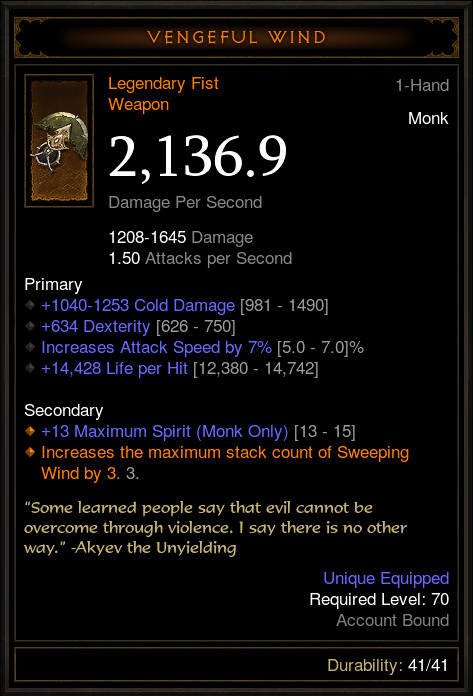 VENGEFUL WIND
Legendary Fist 1-Hand
Weapon
Monk
2,136.9
Damage Per Second
1208-1645 Damage
1.50 Attacks per Second
Primary
+1040-1253 Cold Damage [981 - 1490]
+634 Dexterity [626 - 750]
Increases Attack Speed by 7% [5.0 - 7.0]%
+14,428 Life per Hit [12,380 - 14,742]
Secondary
+13 Maximum Spirit (Monk Only) [13 - 15]
Increases the maximum stack count of Sweeping
Wind by 3. 3.
"Some learned people say that evil cannot be
overcome through violence. I say there is no other
way." -Akyev the Unyielding
Unique Equipped
Required Level: 70
Account Bound
Durability: 41/41